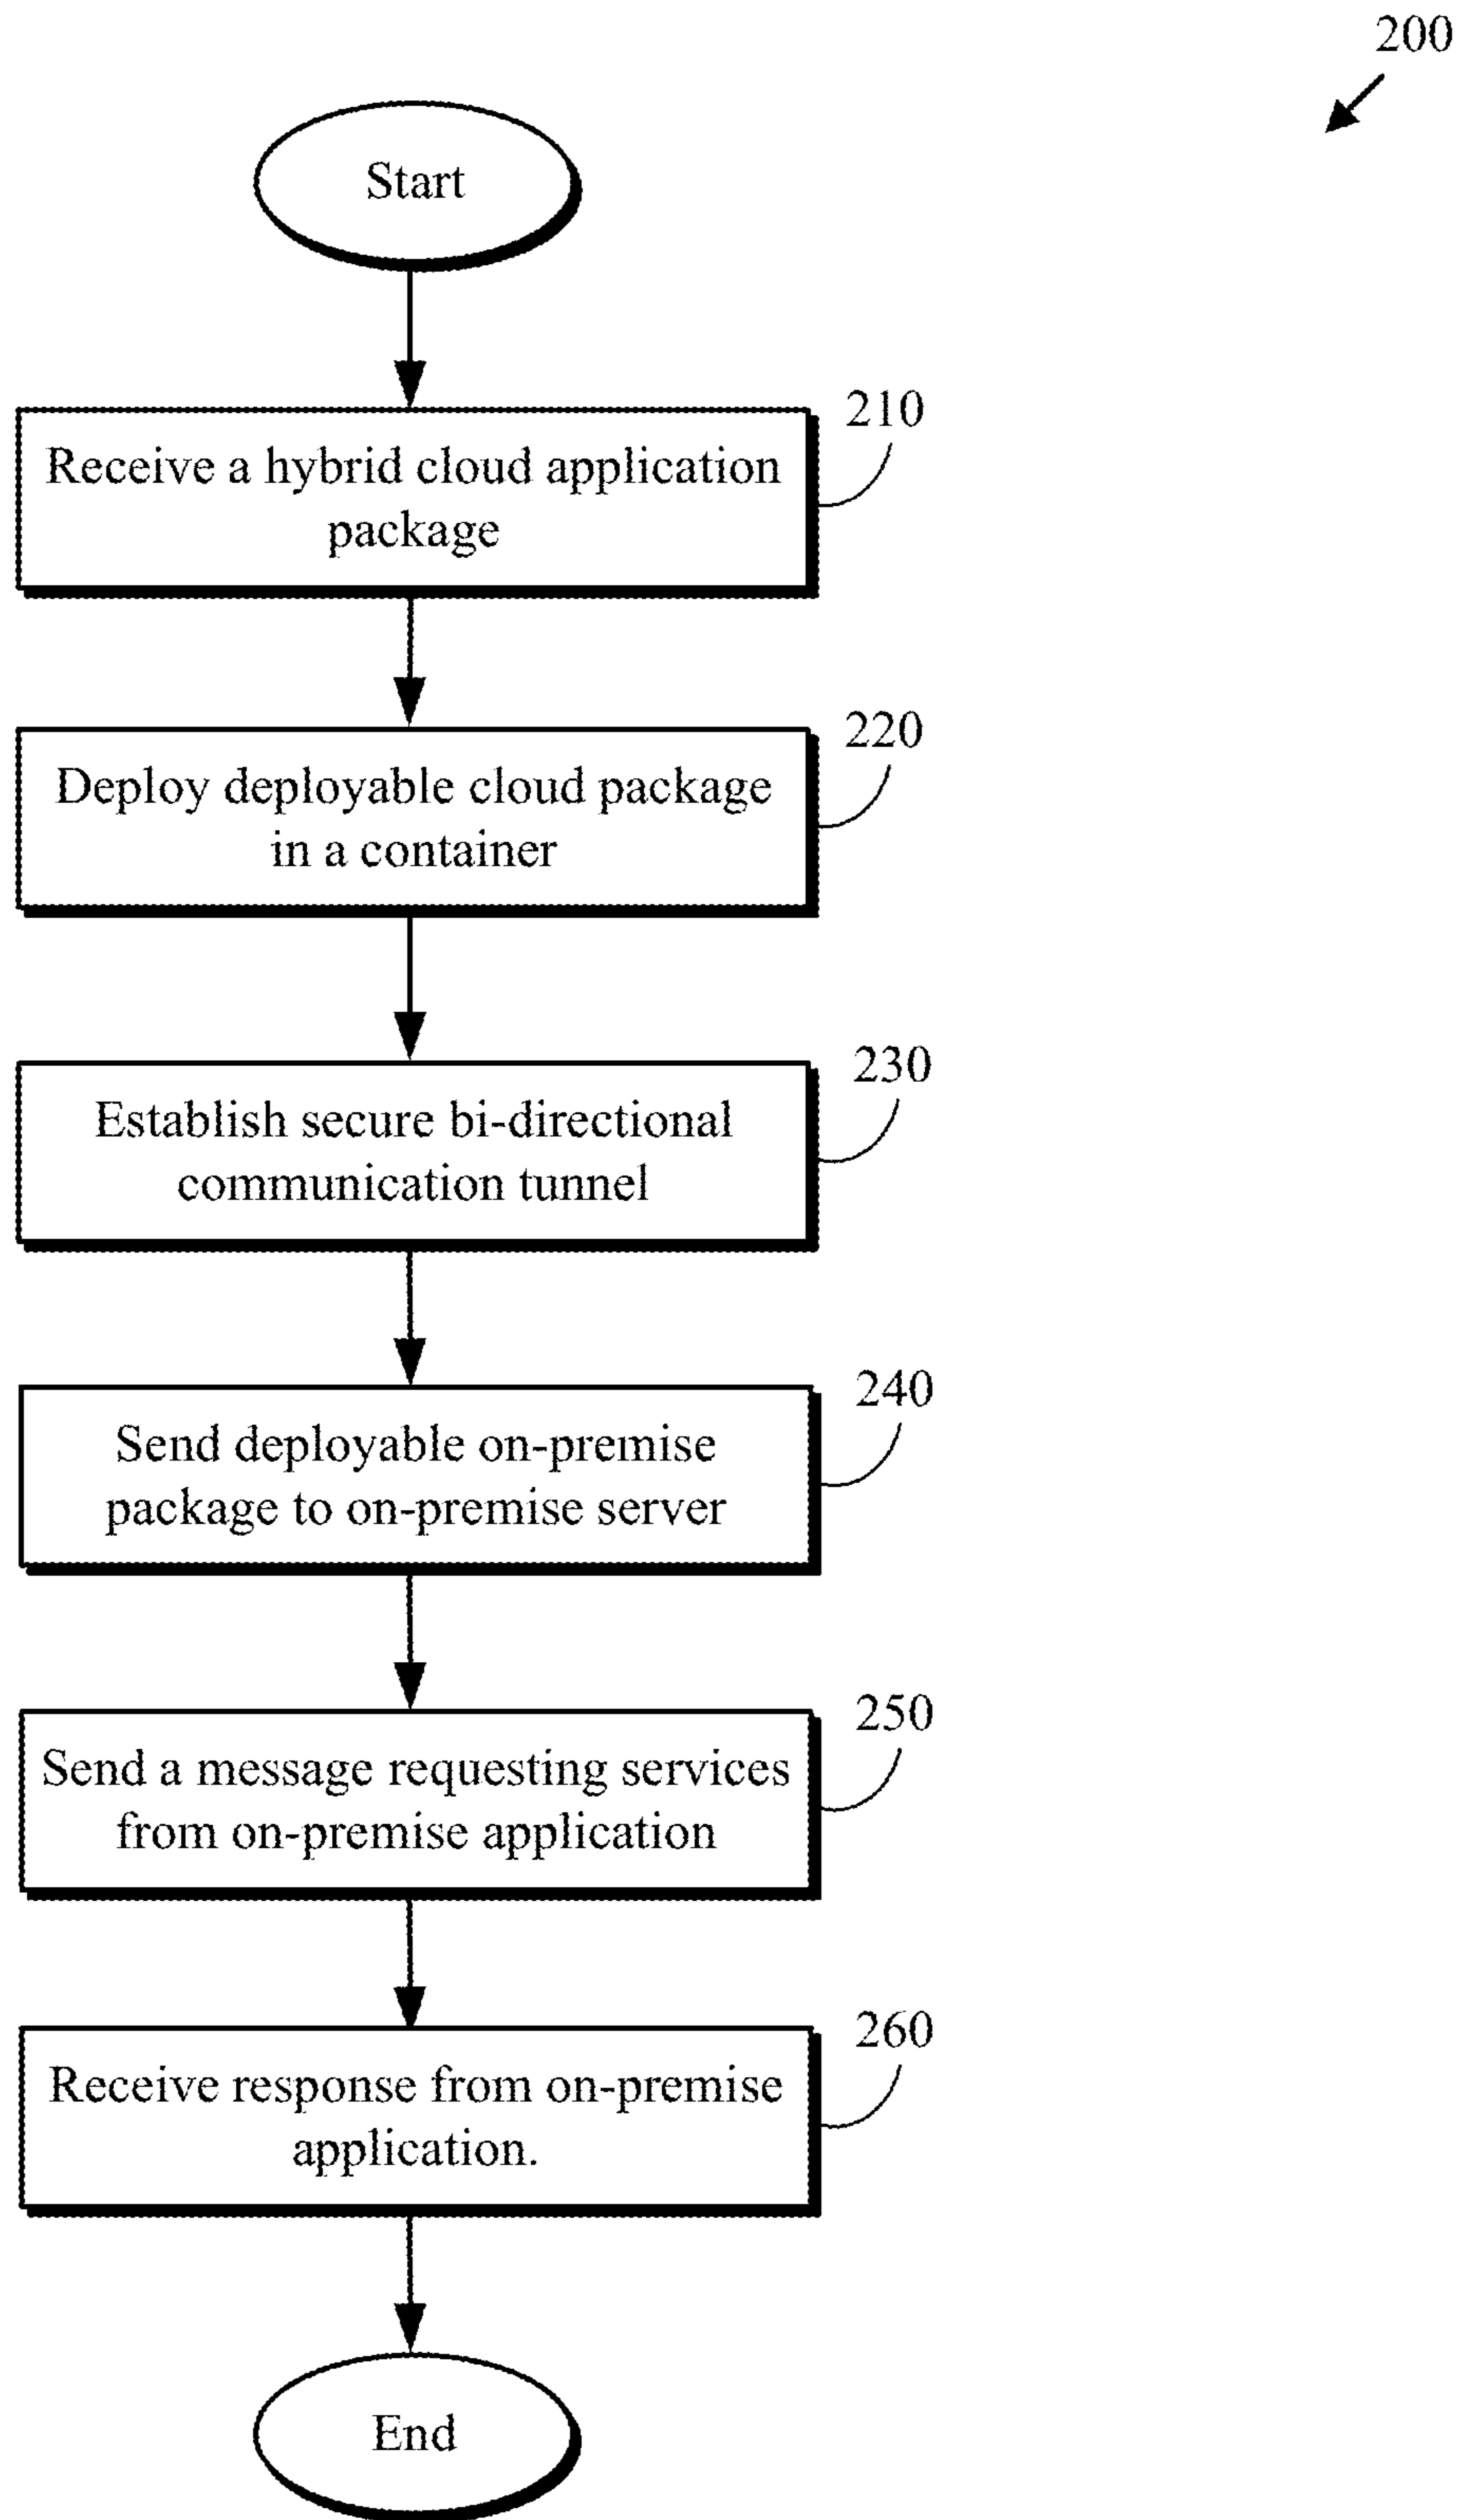 200
Start
210
Receive a hybrid cloud application
package
220
Deploy deployable cloud package
in a container
230
Establish secure bi-directional
communication tunnel
240
Send deployable on-premise
package to on-premise server
250
Send a message requesting services
from on-premise application
260
Receive response from on-premise
application.
End